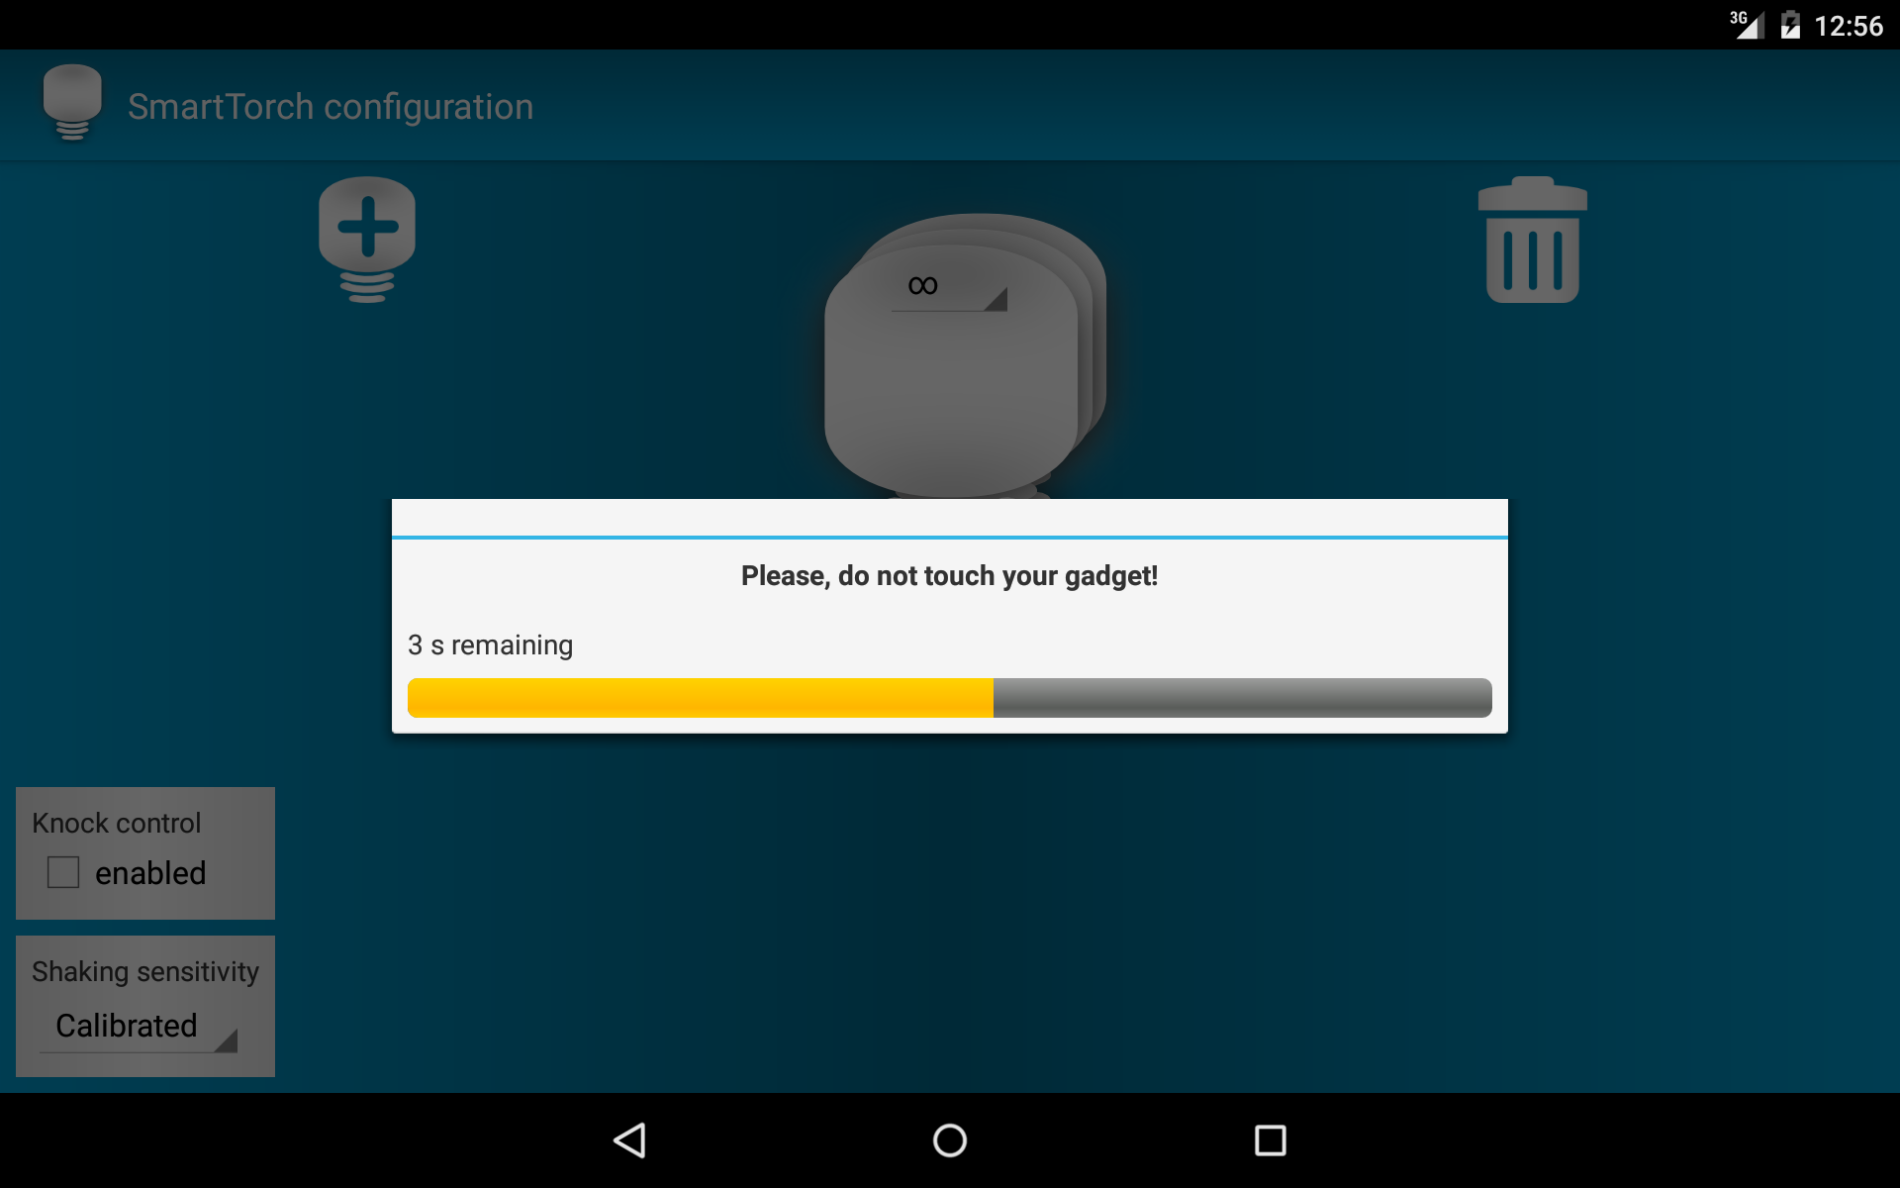 3G 12:56
SmartTorch configuration
∞
Please, do not touch your gadget!
3 s remaining
Knock control
enabled
Shaking sensitivity
Calibrated